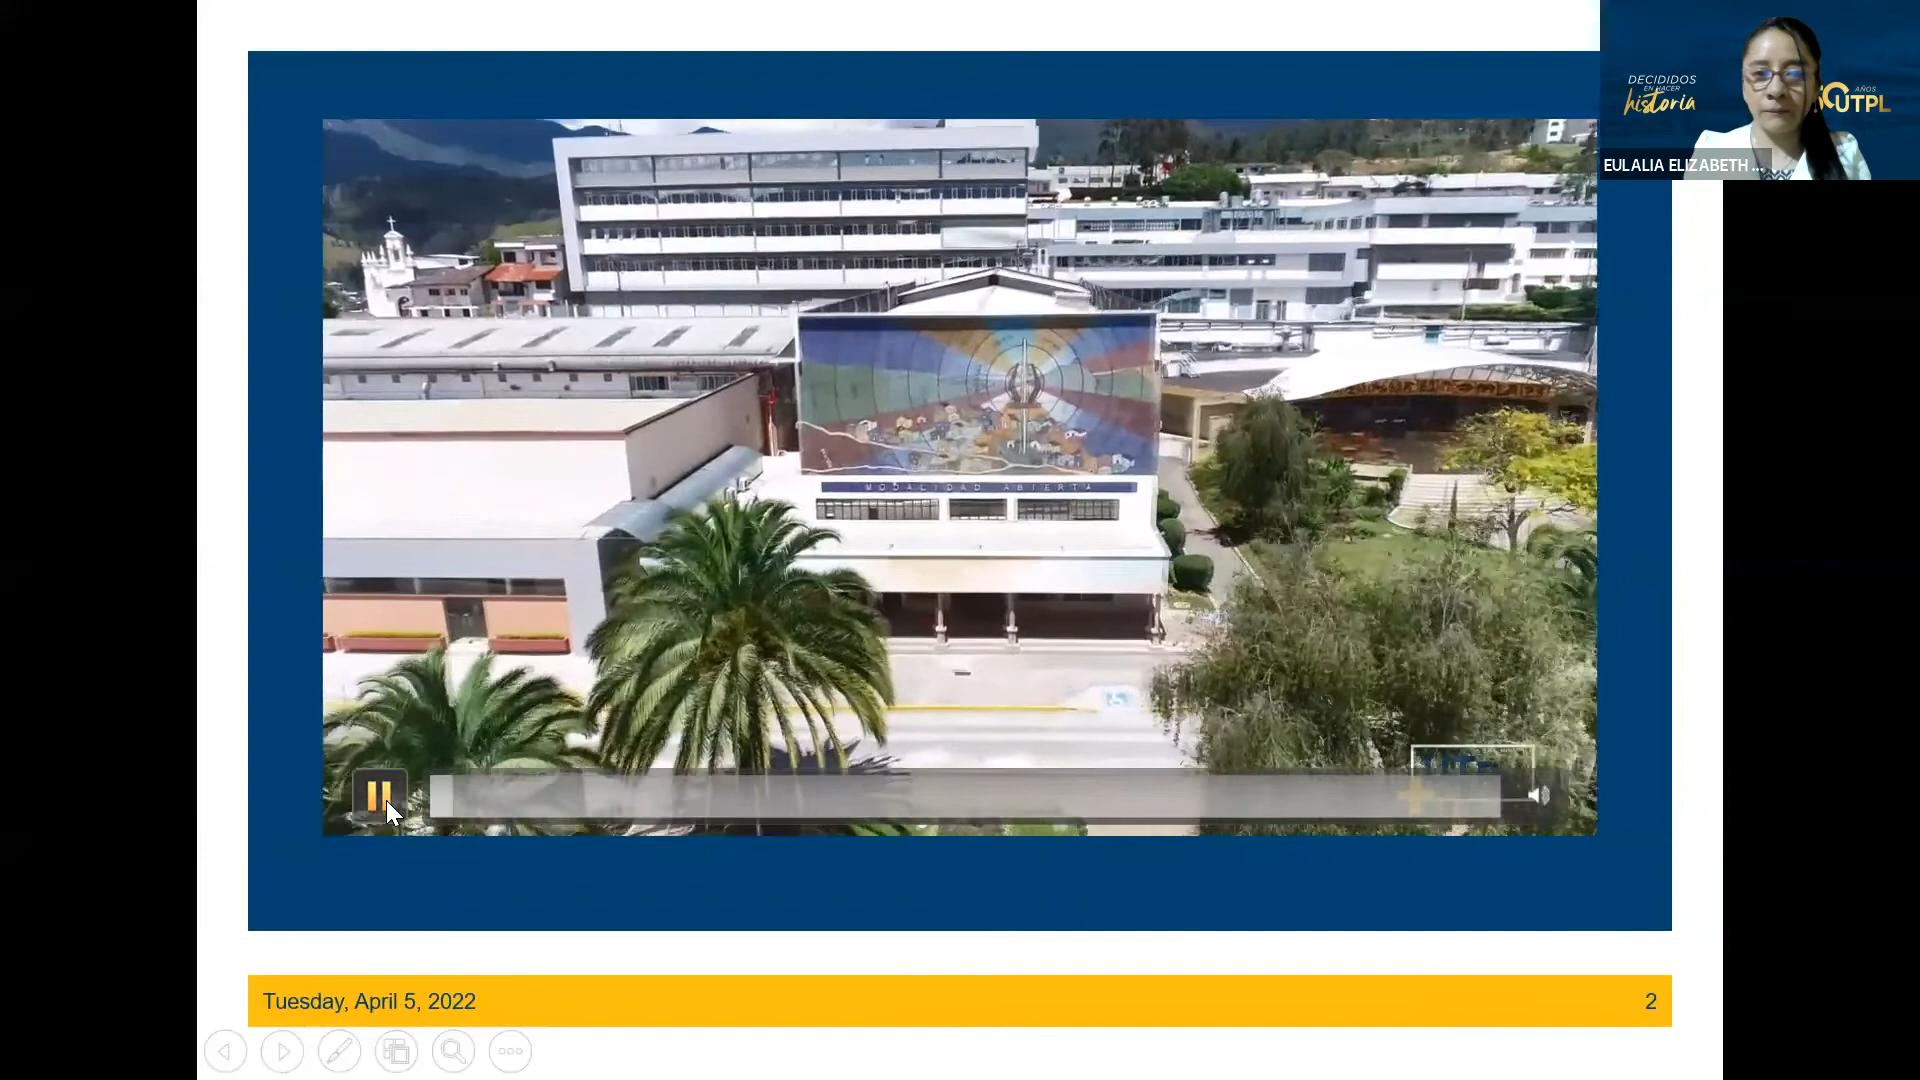 DECIDIDOS
EN HACER
historia
AÑOS
UTPL
EULALIA ELIZABETH ...
MODALIDAD ABIERTA
Tuesday, April 5, 2022
2